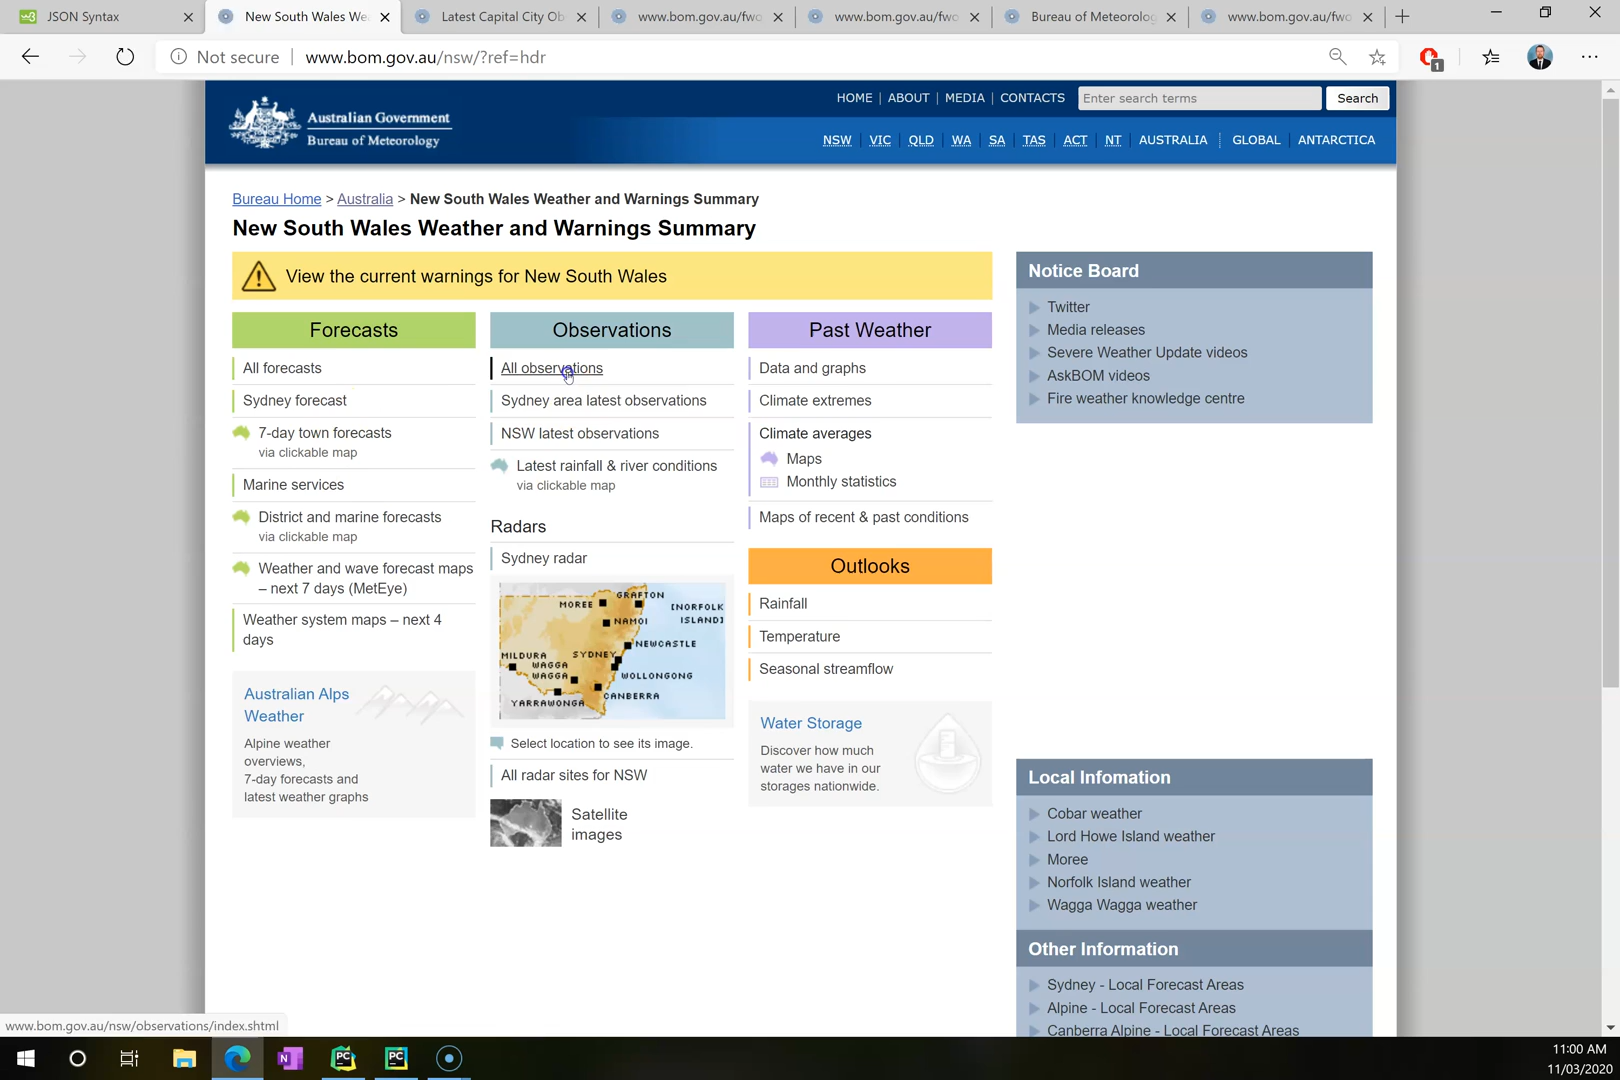 JSON Syntax
New South Wales We
Latest Capital City Ob
www.bom.gov.au/fwo
www.bom.gov.au/fwo
Bureau of Meteorolog
www.bom.gov.au/fwo
Not secure
www.bom.gov.au/nsw/?ref=hdr
1
Australian Government
Bureau of Meteorology
HOME | ABOUT | MEDIA | CONTACTS
Enter search terms
Search
NSW | VIC | QLD | WA | SA | TAS | ACT | NT | AUSTRALIA | GLOBAL | ANTARCTICA
Bureau Home > Australia > New South Wales Weather and Warnings Summary
New South Wales Weather and Warnings Summary
View the current warnings for New South Wales
Forecasts
All forecasts
Sydney forecast
7-day town forecasts
via clickable map
Marine services
District and marine forecasts
via clickable map
Weather and wave forecast maps
– next 7 days (MetEye)
Weather system maps – next 4
days
Australian Alps
Weather
Alpine weather
overviews,
7-day forecasts and
latest weather graphs
Observations
All observations
Sydney area latest observations
NSW latest observations
Latest rainfall & river conditions
via clickable map
Radars
Sydney radar
GRAFTON
MOREE
[NORFOLK
ISLAND]
NAMOI
NEWCASTLE
MILDURA
SYDNEY
WAGGA
WAGGA
WOLLONGONG
CANBERRA
YARRAWONGA
Select location to see its image.
All radar sites for NSW
Satellite
images
Past Weather
Data and graphs
Climate extremes
Climate averages
Maps
Monthly statistics
Maps of recent & past conditions
Outlooks
Rainfall
Temperature
Seasonal streamflow
Water Storage
Discover how much
water we have in our
storages nationwide.
Notice Board
Twitter
Media releases
Severe Weather Update videos
AskBOM videos
Fire weather knowledge centre
Local Infomation
Cobar weather
Lord Howe Island weather
Moree
Norfolk Island weather
Wagga Wagga weather
Other Information
Sydney - Local Forecast Areas
Alpine - Local Forecast Areas
Canberra Alpine - Local Forecast Areas
www.bom.gov.au/nsw/observations/index.shtml
11:00 AM
11/03/2020